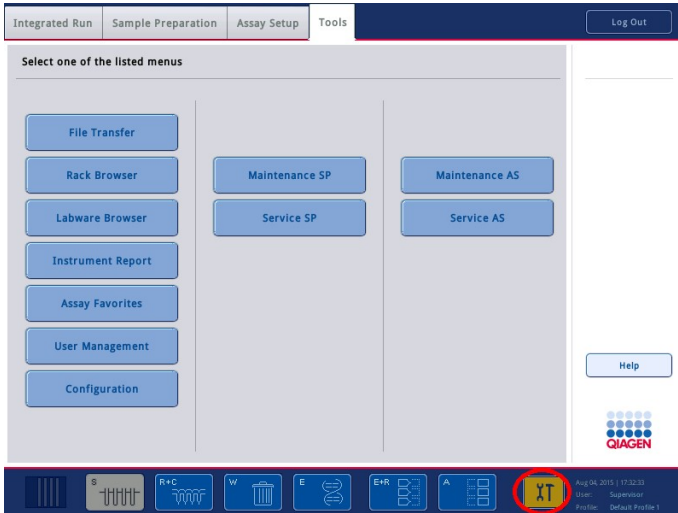 Integrated Run
Sample Preparation
Assay Setup
Tools
Log Out
Select one of the listed menus
File Transfer
Rack Browser
Maintenance SP
Maintenance AS
Labware Browser
Service SP
Service AS
Instrument Report
Assay Favorites
User Management
Configuration
Help
QIAGEN
S
R+C
W
E
E+R
A
Aug 04, 2015 | 17:32:33
User: Supervisor
Profile: Default Profile 1